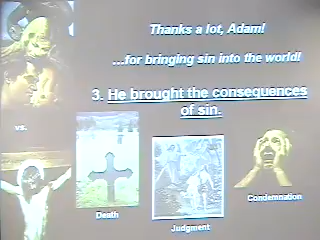 Thanks a lot, Adam!
...for bringing sin into the world!
3. He brought the consequences
of sin.
vs.
Death
Judgment
Condemnation